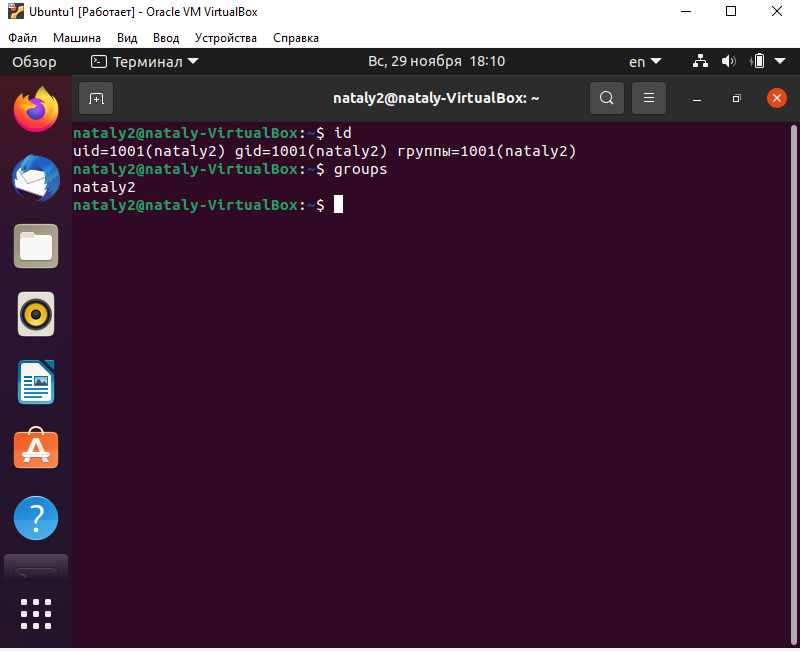 Ubuntu1 [Работает] - Oracle VM VirtualBox
Файл Машина Вид Ввод Устройства Справка
Обзор Терминал Вс, 29 ноября 18:10 en
nataly2@nataly-VirtualBox: ~
nataly2@nataly-VirtualBox:~$ id
uid=1001(nataly2) gid=1001(nataly2) группы=1001(nataly2)
nataly2@nataly-VirtualBox:~$ groups
nataly2
nataly2@nataly-VirtualBox:~$